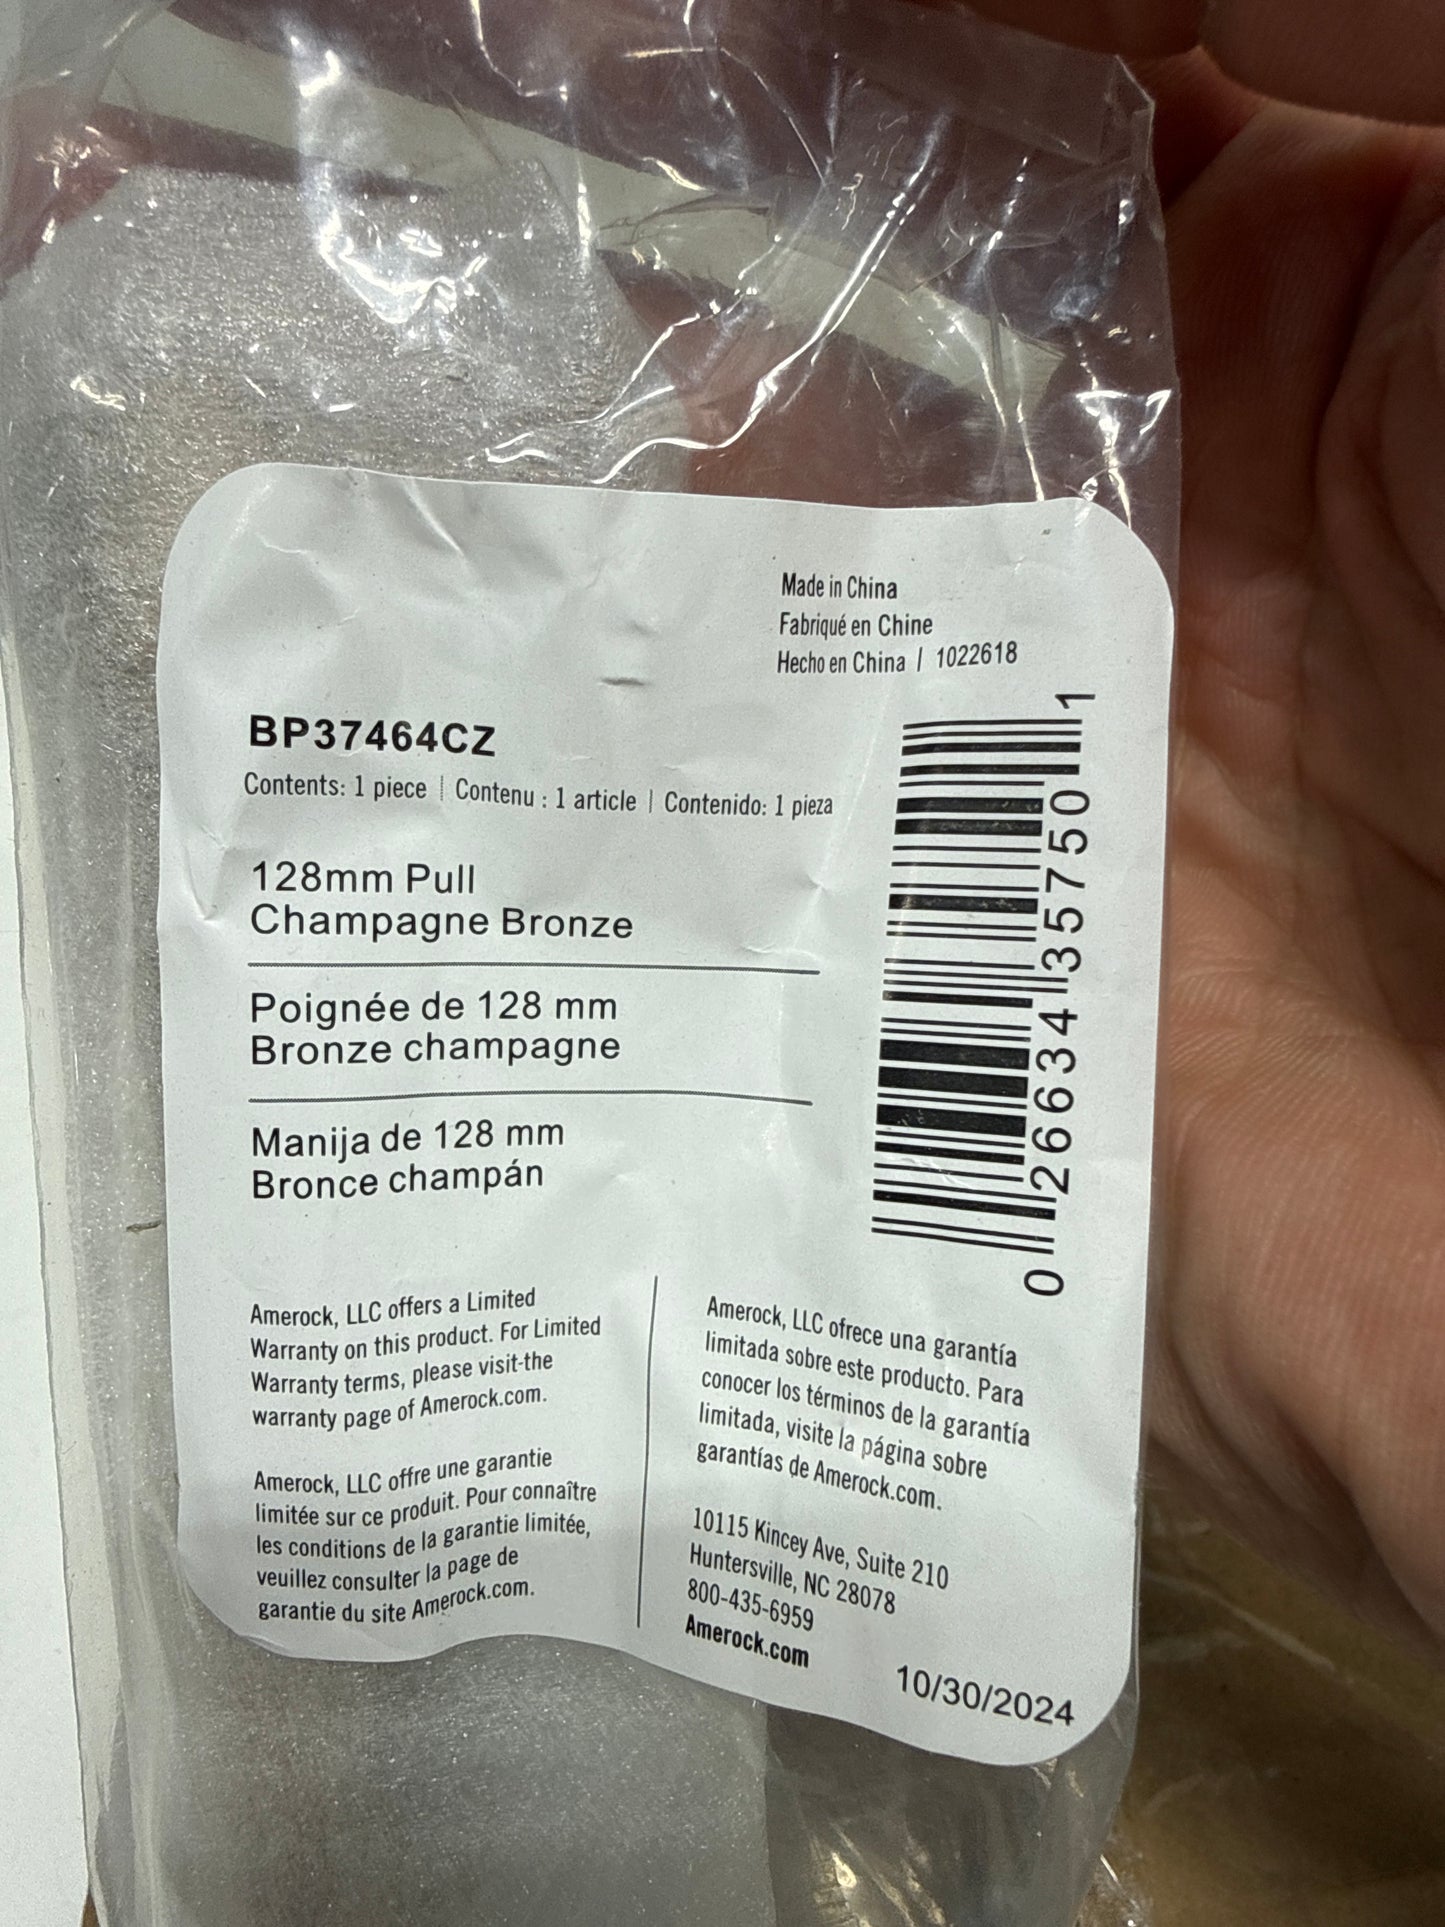 Made in China
Fabriqué en Chine
Hecho en China | 1022618
BP37464CZ
Contents: 1 piece | Contenu : 1 article | Contenido: 1 pieza
128mm Pull
Champagne Bronze
Poignée de 128 mm
Bronze champagne
Manija de 128 mm
Bronce champán
0 26634 35750 1
Amerock, LLC offers a Limited
Warranty on this product. For Limited
Warranty terms, please visit-the
warranty page of Amerock.com.
Amerock, LLC offre une garantie
limitée sur ce produit. Pour connaître
les conditions de la garantie limitée,
veuillez consulter la page de
garantie du site Amerock.com.
Amerock, LLC ofrece una garantía
limitada sobre este producto. Para
conocer los términos de la garantía
limitada, visite la página sobre
garantías de Amerock.com.
10115 Kincey Ave, Suite 210
Huntersville, NC 28078
800-435-6959
Amerock.com
10/30/2024